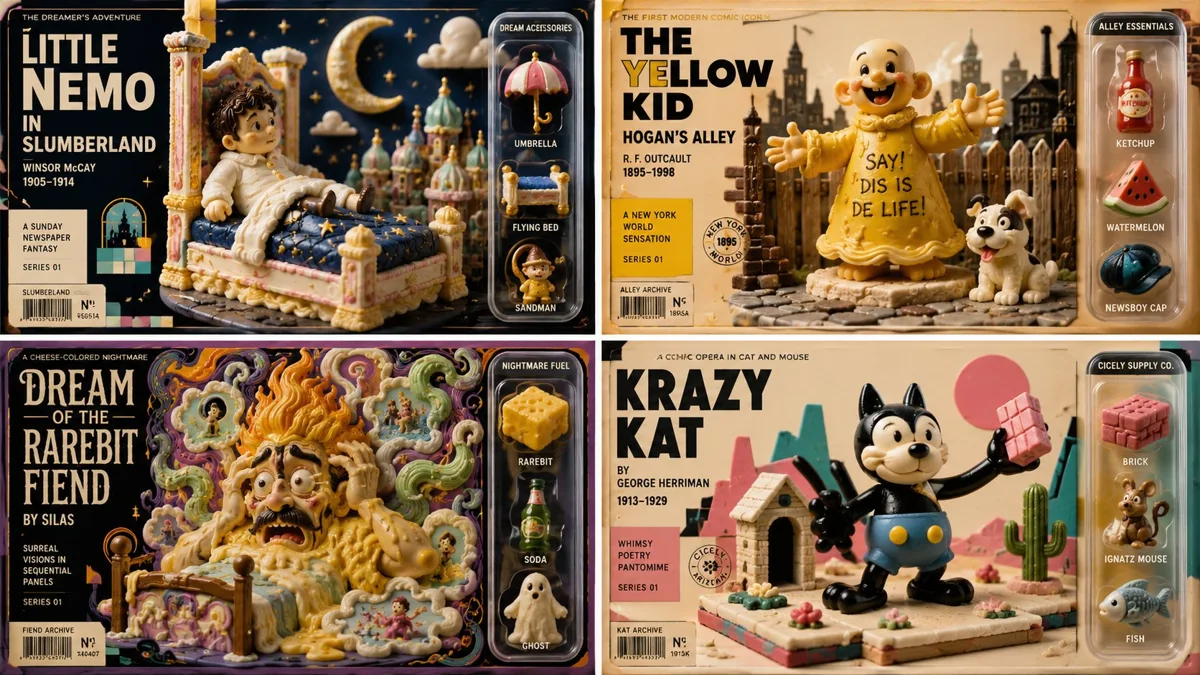 THE DREAMER'S ADVENTURE
LITTLE
NEMO
IN
SLUMBERLAND
WINSOR McCAY
1905–1914
A SUNDAY
NEWSPAPER
FANTASY
SERIES 01
SLUMBERLAND
DREAM
UMBRELLA
FLYING BED
SANDMAN
THE FIRST MODERN COMIC ICON
THE
YELLOW
KID
HOGAN'S ALLEY
R. F. OUTCAULT
1895–1998
A NEW YORK
WORLD
SENSATION
SERIES 01
NEW YORK
1895
WORLD
ALLEY ARCHIVE
SAY!
DIS IS
DE LIFE!
ALLEY ESSENTIALS
KETCHUP
WATERMELON
NEWSBOY CAP
A CHEESE-COLORED NIGHTMARE
DREAM
OF THE
RAREBIT
FIEND
BY SILAS
SURREAL
VISIONS IN
SEQUENTIAL
PANELS
SERIES 01
FIEND ARCHIVE
NIGHTMARE FUEL
RAREBIT
SODA
GHOST
A COMIC OPERA IN CAT AND MOUSE
KRAZY
KAT
BY
GEORGE HERRIMAN
1913–1929
WHIMSY
POETRY
PANTOMIME
SERIES 01
CICELY
KAT ARCHIVE
CICELY SUPPLY CO.
BRICK
IGNATZ MOUSE
FISH